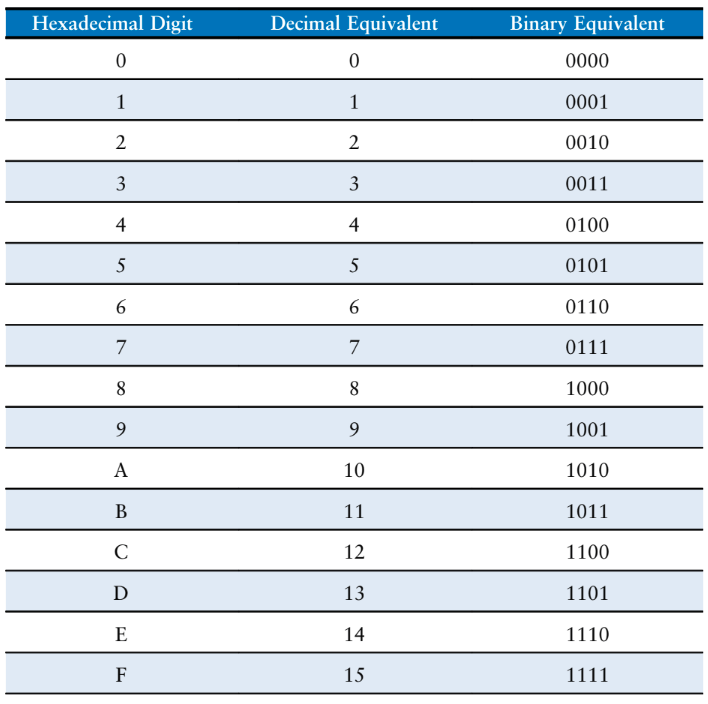 Hexadecimal Digit Decimal Equivalent Binary Equivalent
0 0 0000
1 1 0001
2 2 0010
3 3 0011
4 4 0100
5 5 0101
6 6 0110
7 7 0111
8 8 1000
9 9 1001
A 10 1010
B 11 1011
C 12 1100
D 13 1101
E 14 1110
F 15 1111